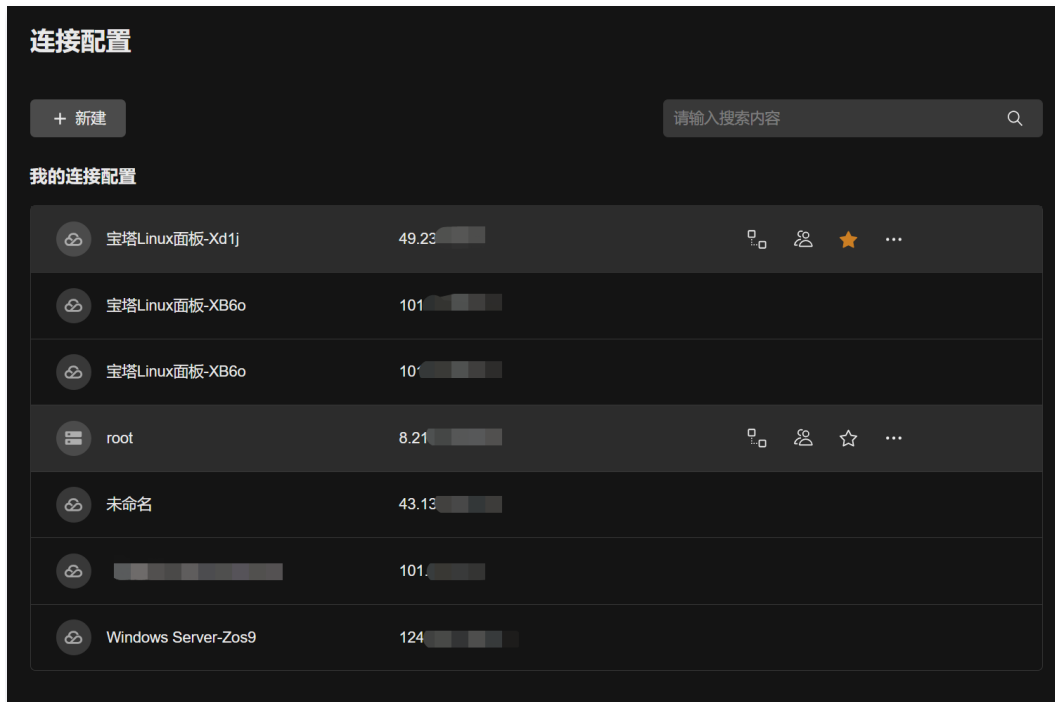 连接配置
+ 新建
请输入搜索内容
我的连接配置
宝塔Linux面板-Xd1j 49.23
宝塔Linux面板-XB6o 101
宝塔Linux面板-XB6o 10
root 8.21
未命名 43.13
101.
Windows Server-Zos9 124